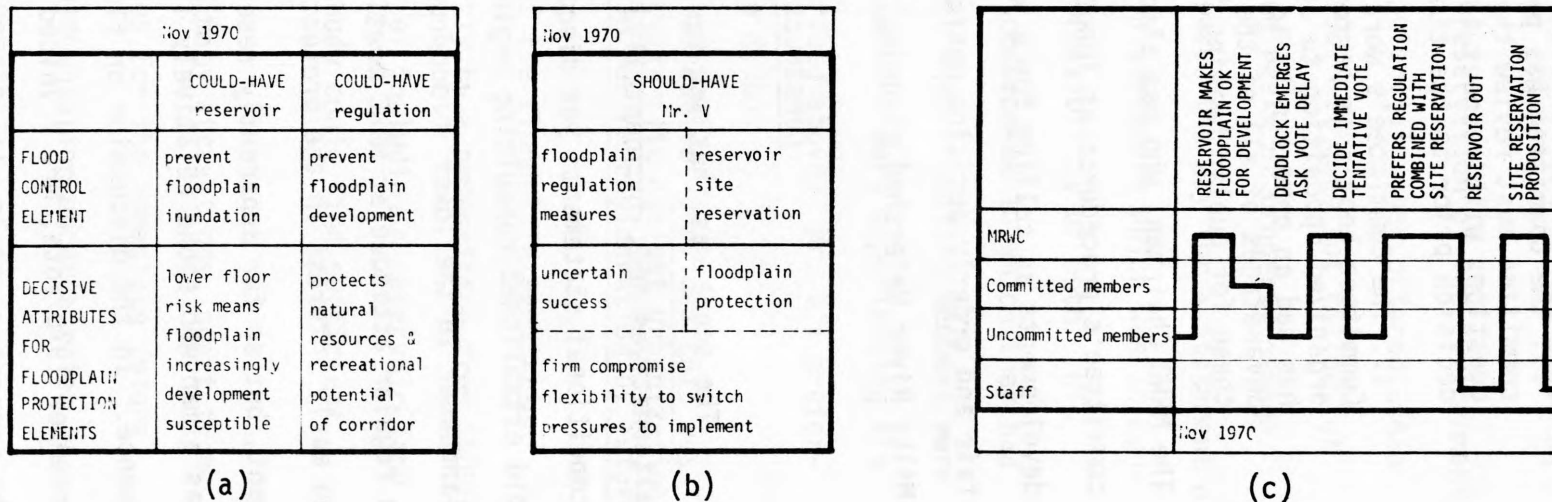 Nov 1970
COULD-HAVE
reservoir
COULD-HAVE
regulation
FLOOD
CONTROL
ELEMENT
prevent
floodplain
inundation
prevent
floodplain
development
DECISIVE
ATTRIBUTES
FOR
FLOODPLAIN
PROTECTION
ELEMENTS
lower floor
risk means
floodplain
increasingly
development
susceptible
protects
natural
resources &
recreational
potential
of corridor
(a)
Nov 1970
SHOULD-HAVE
Mr. V
floodplain
regulation
measures
reservoir
site
reservation
uncertain
success
floodplain
protection
firm compromise
flexibility to switch
pressures to implement
(b)
RESERVOIR MAKES
FLOODPLAIN OK
FOR DEVELOPMENT
DEADLOCK EMERGES
ASK VOTE DELAY
DECIDE IMMEDIATE
TENTATIVE VOTE
PREFERS REGULATION
COMBINED WITH
SITE RESERVATION
RESERVOIR OUT
SITE RESERVATION
PROPOSITION
MRWC
Committed members
Uncommitted members
Staff
Nov 1970
(c)